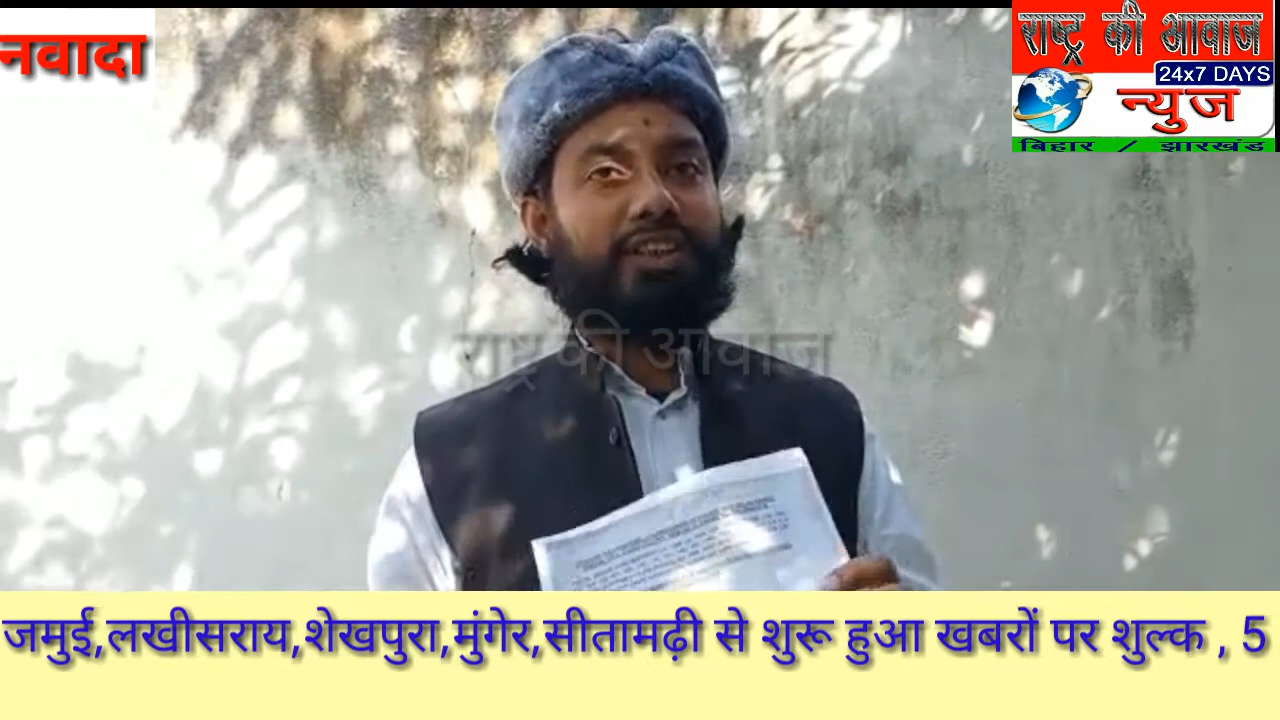 नवादा
राष्ट्र की आवाज
24x7 DAYS
न्युज
बिहार / झारखंड
राष्ट्र की आवाज
जमुई,लखीसराय,शेखपुरा,मुंगेर,सीतामढ़ी से शुरू हुआ खबरों पर शुल्क , 5